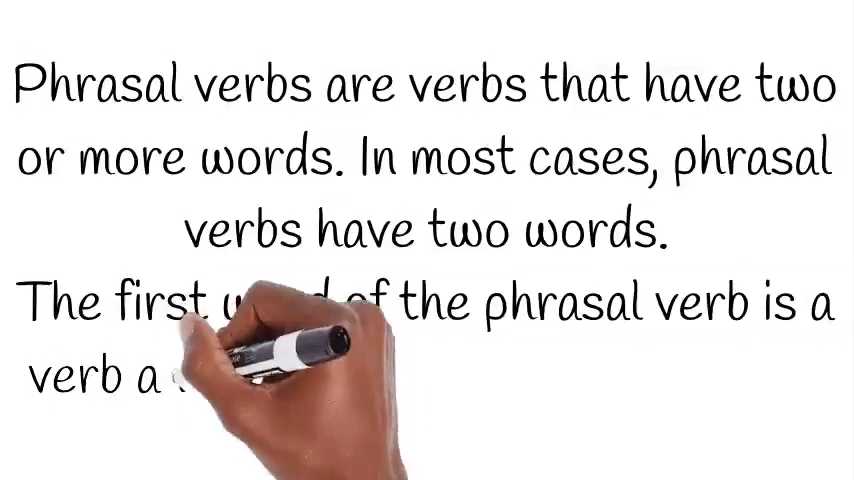 Phrasal verbs are verbs that have two
or more words. In most cases, phrasal
verbs have two words.
The first of the phrasal verb is a
verb a